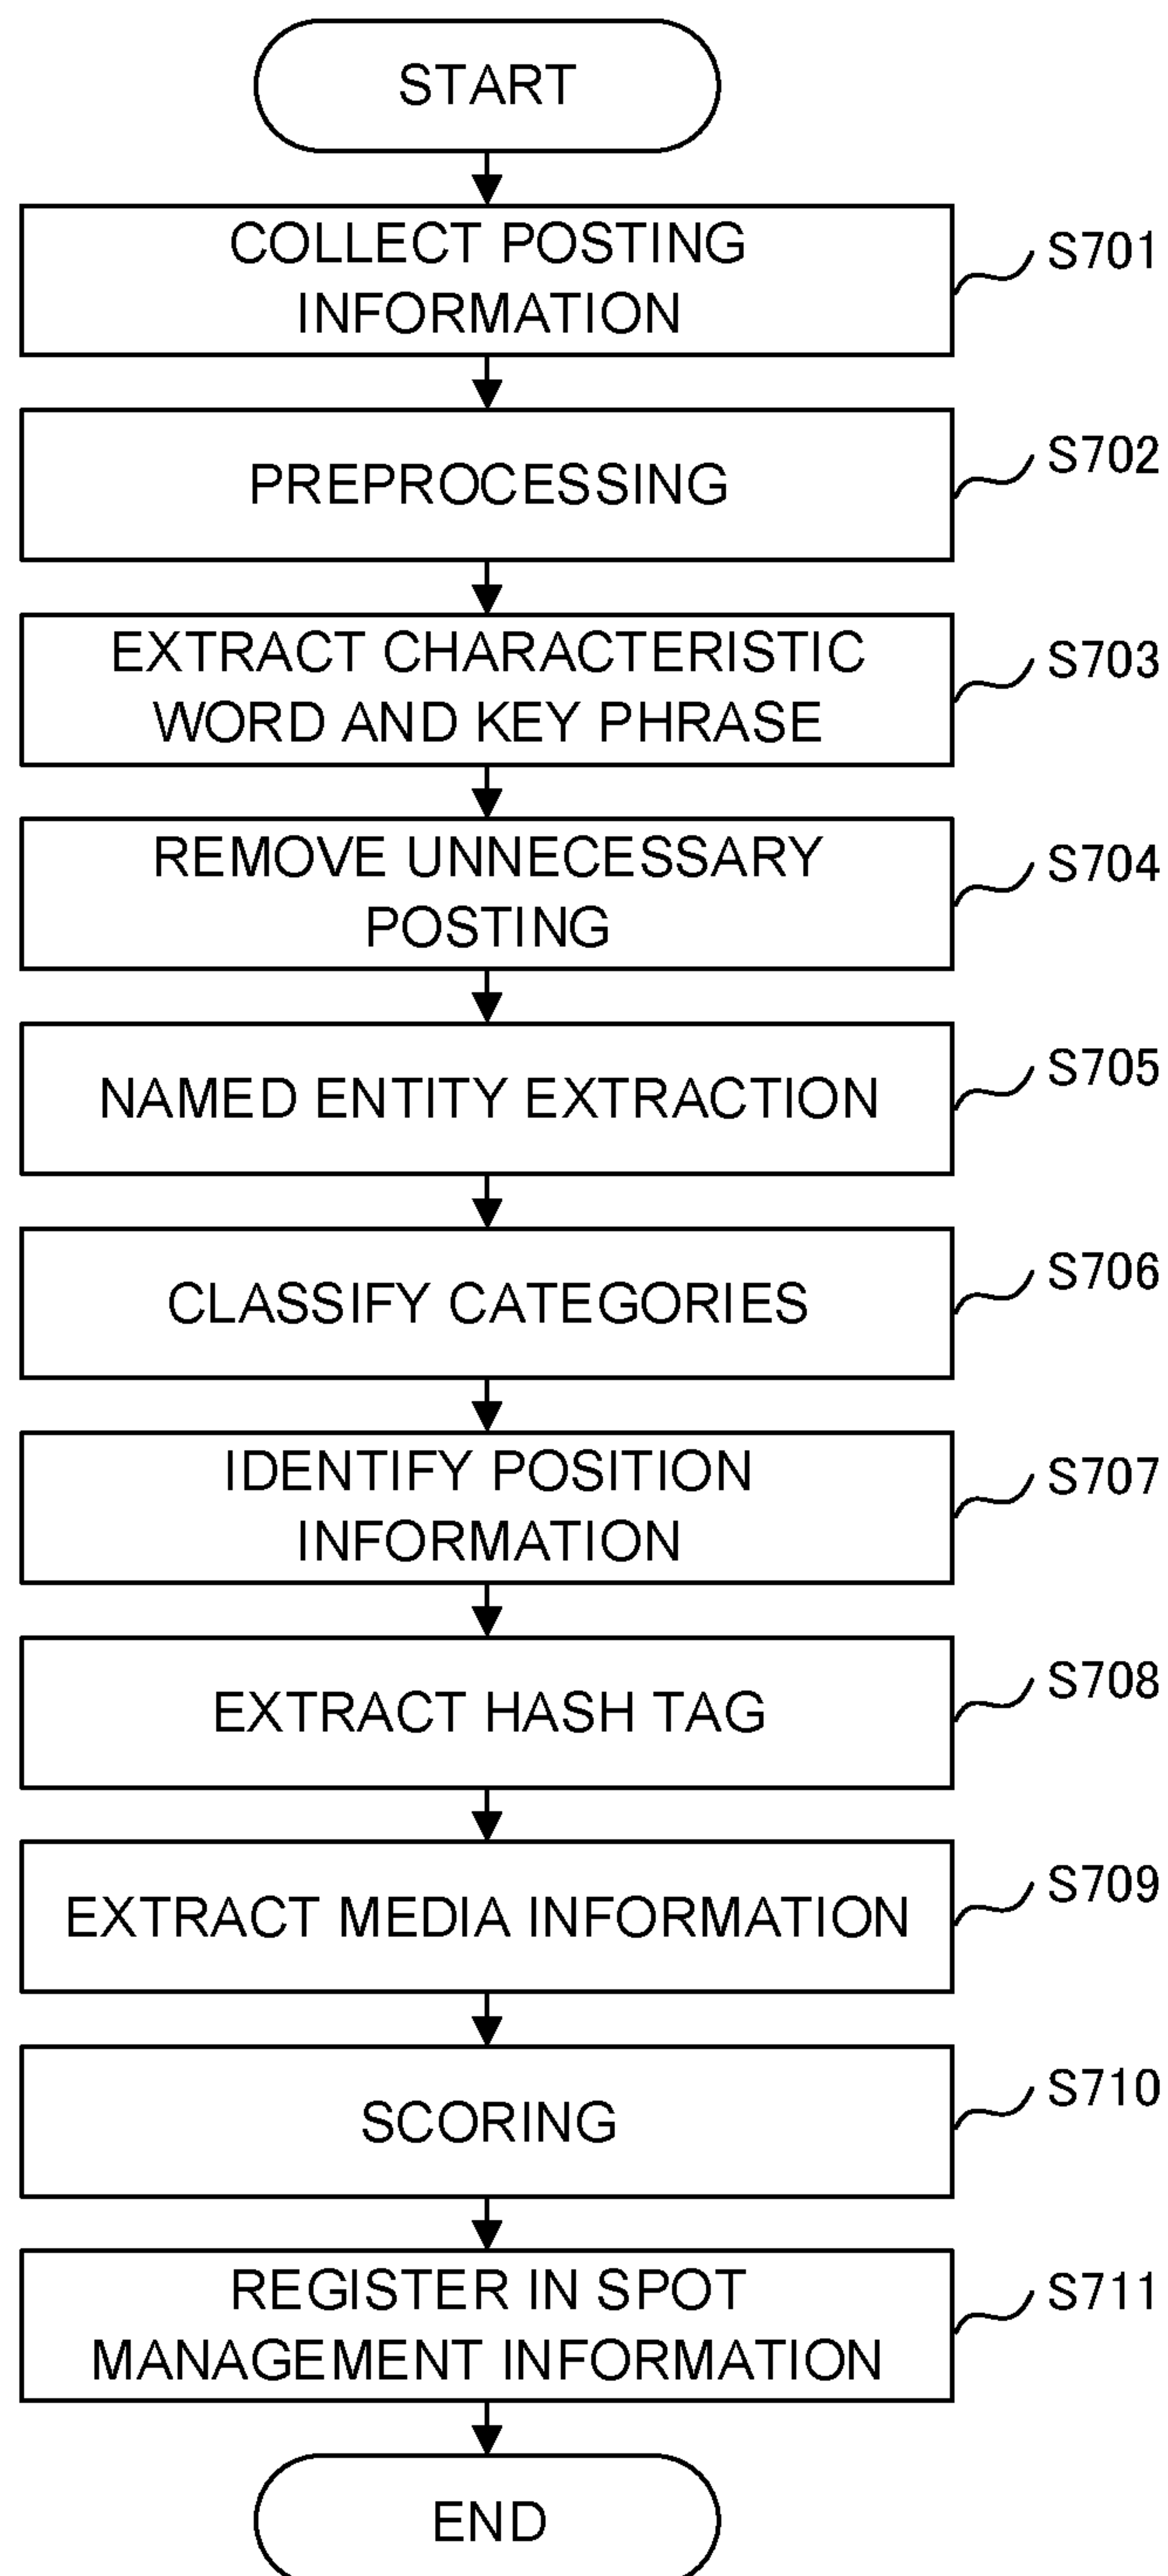 START
COLLECT POSTING
INFORMATION
S701
PREPROCESSING
S702
EXTRACT CHARACTERISTIC
WORD AND KEY PHRASE
S703
REMOVE UNNECESSARY
POSTING
S704
NAMED ENTITY EXTRACTION
S705
CLASSIFY CATEGORIES
S706
IDENTIFY POSITION
INFORMATION
S707
EXTRACT HASH TAG
S708
EXTRACT MEDIA INFORMATION
S709
SCORING
S710
REGISTER IN SPOT
MANAGEMENT INFORMATION
S711
END